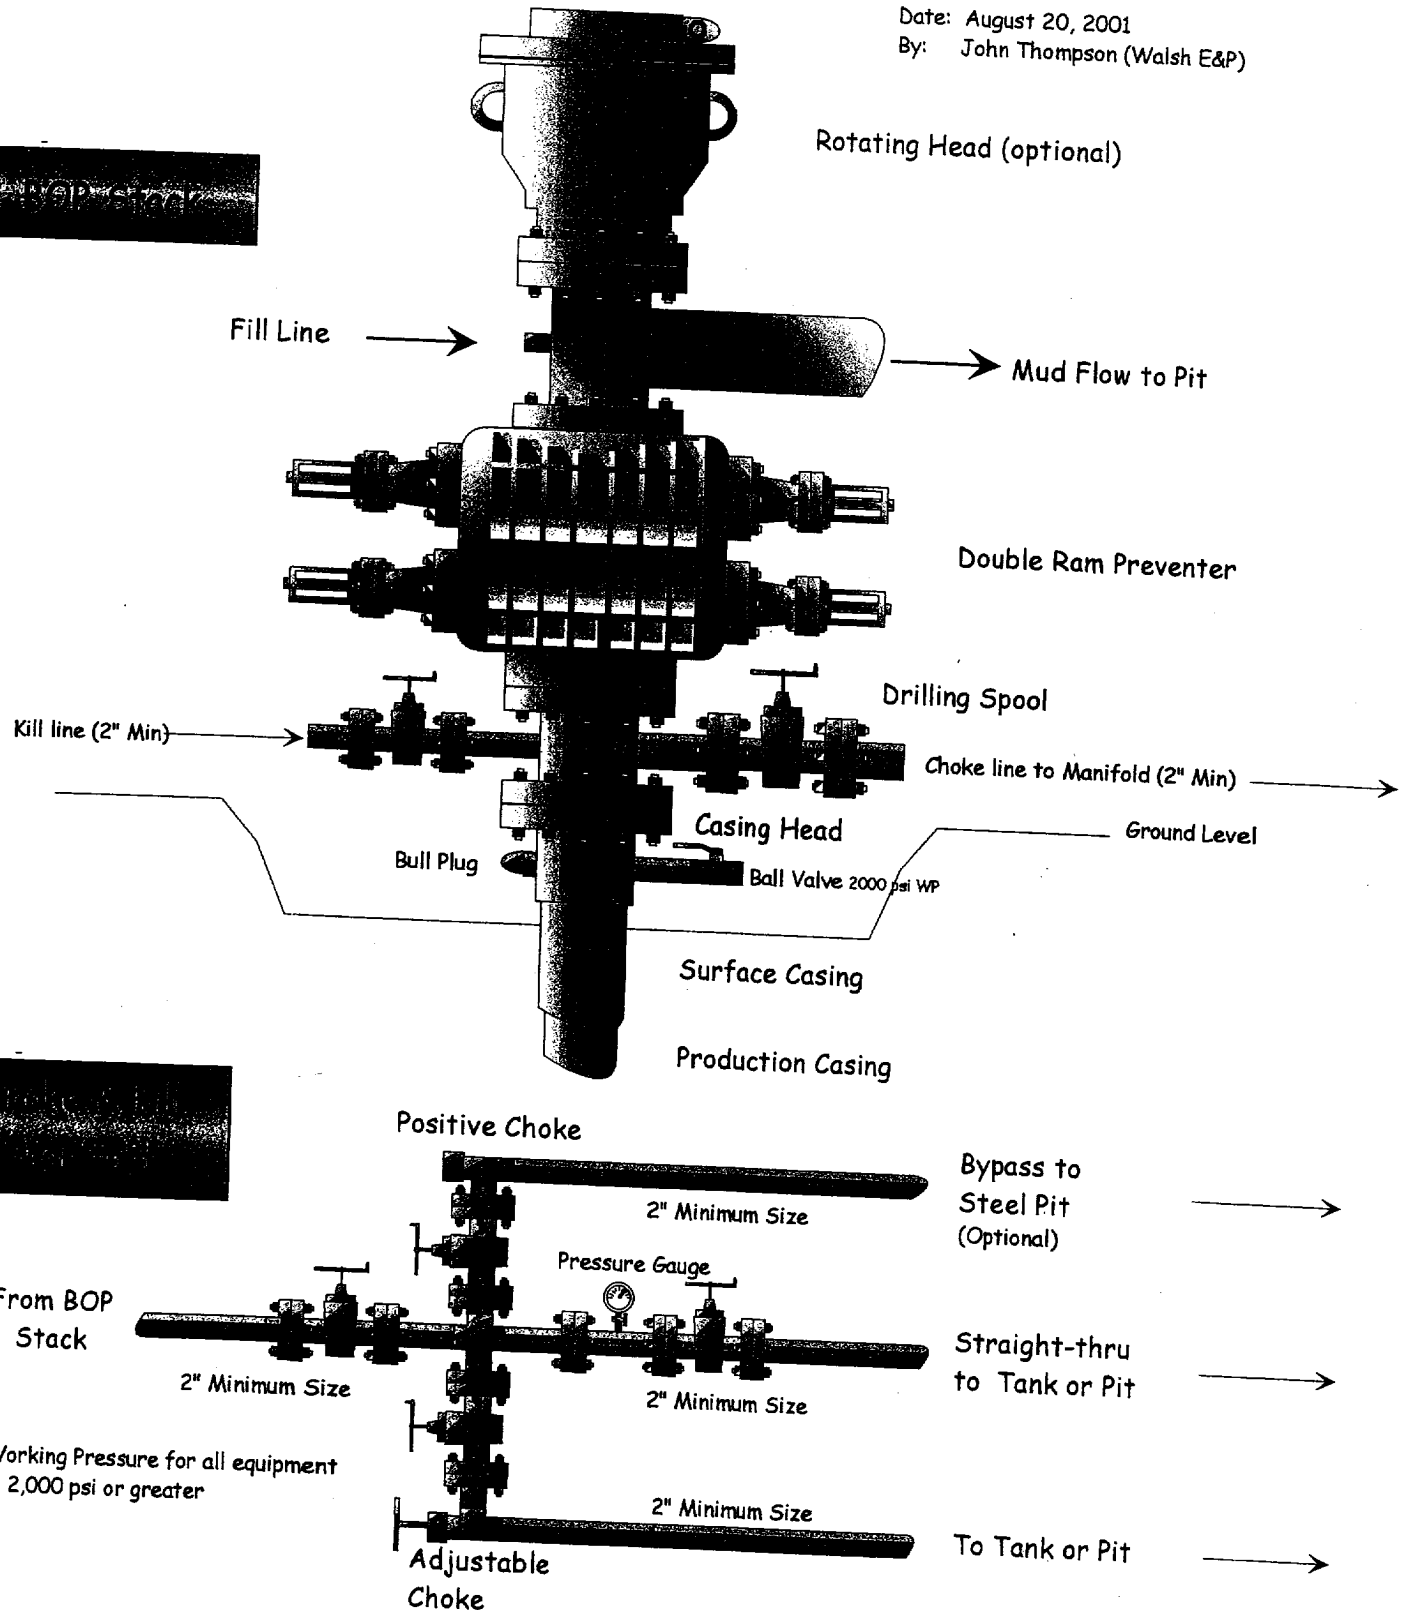 Date: August 20, 2001
By: John Thompson (Walsh E&P)
Rotating Head (optional)
BOP Stack
Fill Line
Mud Flow to Pit
Double Ram Preventer
Drilling Spool
Kill line (2" Min)
Choke line to Manifold (2" Min)
Casing Head
Ground Level
Bull Plug
Ball Valve 2000 psi WP
Surface Casing
Production Casing
Positive Choke
Bypass to
Steel Pit
(Optional)
2" Minimum Size
Pressure Gauge
From BOP
Stack
Straight-thru
to Tank or Pit
2" Minimum Size
2" Minimum Size
Working Pressure for all equipment
2,000 psi or greater
2" Minimum Size
To Tank or Pit
Adjustable
Choke